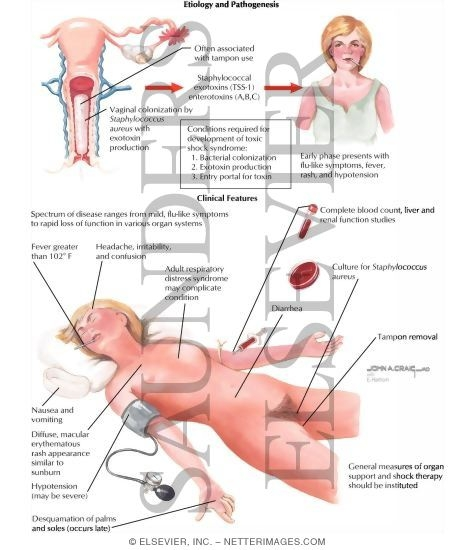 Etiology and Pathogenesis
Often associated
with tampon use
Staphylococcal
exotoxins (TSS-1)
enterotoxins (A,B,C)
Vaginal colonization by
Staphylococcus
aureus with
exotoxin
production
Conditions required for
development of toxic
shock syndrome:
1. Bacterial colonization
2. Exotoxin production
3. Entry portal for toxin
Early phase presents with
flu-like symptoms, fever,
rash, and hypotension
Clinical Features
Spectrum of disease ranges from mild, flu-like symptoms
to rapid loss of function in various organ systems
Complete blood count, liver and
renal function studies
Fever greater
than 102° F
Headache, irritability,
and confusion
Adult respiratory
distress syndrome
may complicate
condition
Culture for Staphylococcus
aureus
Diarrhea
Tampon removal
JOHN A. CRAIG MD
Nausea and
vomiting
Diffuse, macular
erythematous
rash appearance
similar to
sunburn
Hypotension
(may be severe)
General measures of organ
support and shock therapy
should be instituted
Desquamation of palms
and soles (occurs late)
SAUNDERS
ELSEVIER
© ELSEVIER, INC. – NETTERIMAGES.COM